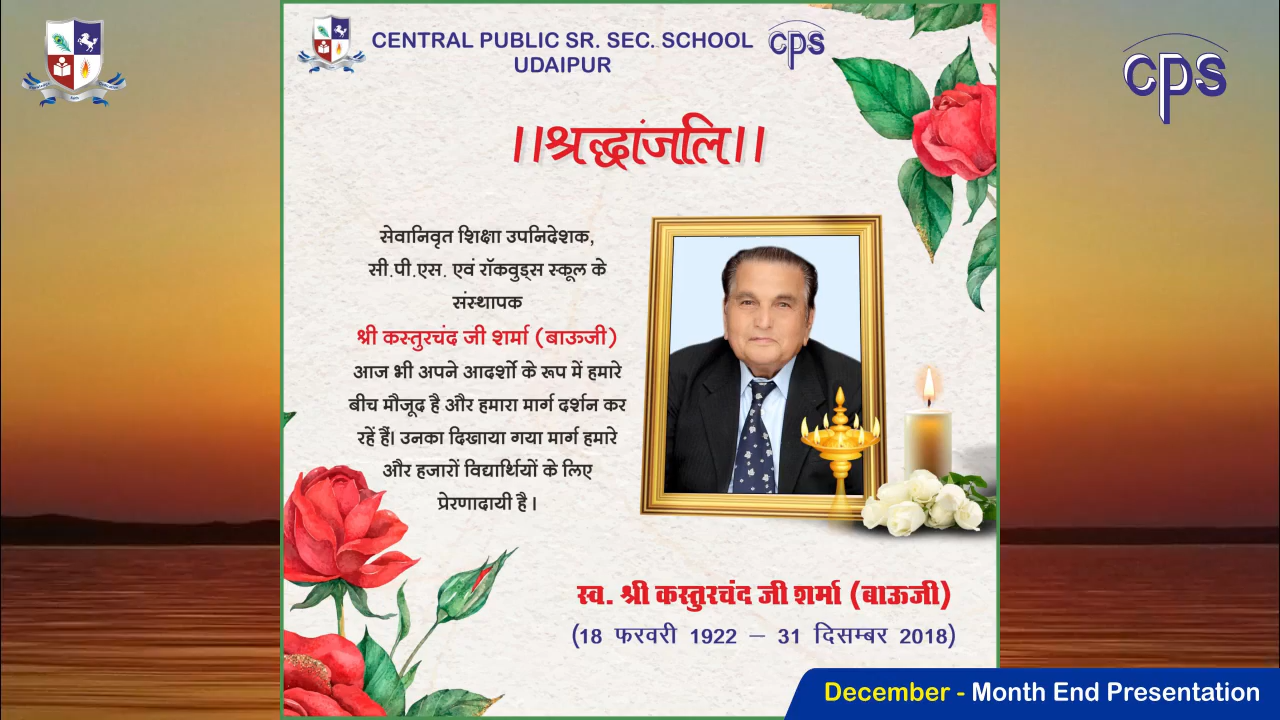 CENTRAL PUBLIC SR. SEC. SCHOOL
UDAIPUR
cps
cps
।।श्रद्धांजलि।।
सेवानिवृत शिक्षा उपनिदेशक,
सी.पी.एस. एवं रॉकवुड्स स्कूल के
संस्थापक
श्री कस्तुरचंद जी शर्मा (बाऊजी)
आज भी अपने आदर्शो के रूप में हमारे
बीच मौजूद है और हमारा मार्ग दर्शन कर
रहें हैं। उनका दिखाया गया मार्ग हमारे
और हजारों विद्यार्थियों के लिए
प्रेरणादायी है ।
स्व. श्री कस्तुरचंद जी शर्मा (बाऊजी)
(18 फरवरी 1922 – 31 दिसम्बर 2018)
December - Month End Presentation